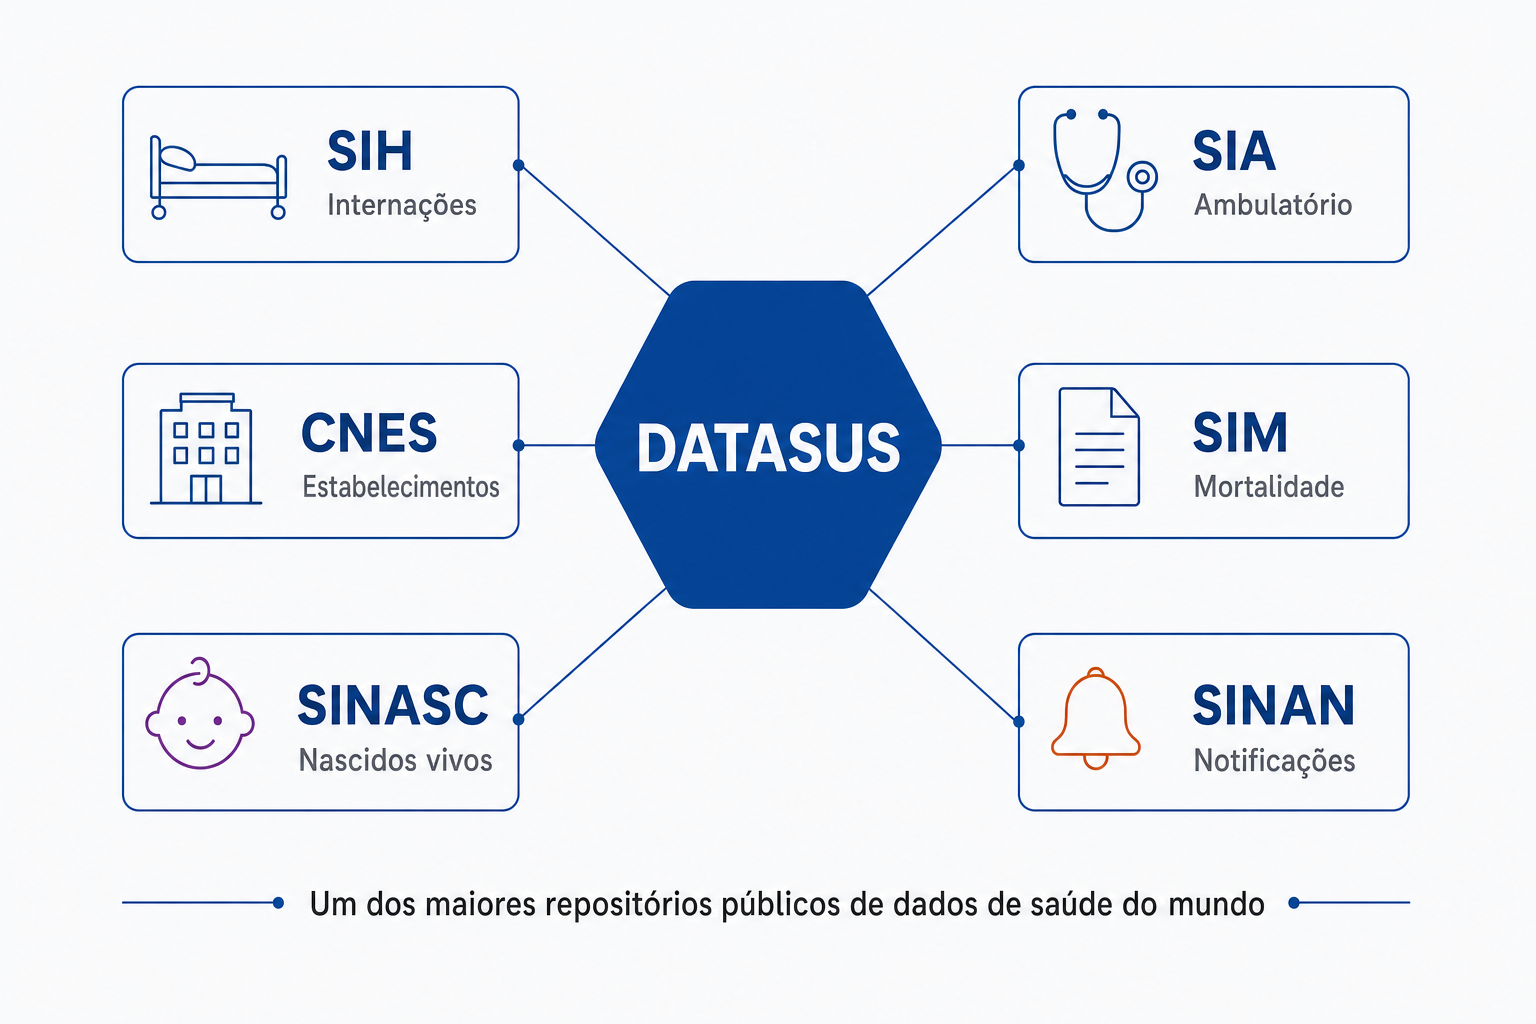 SIH
Internações
SIA
Ambulatório
CNES
Estabelecimentos
DATASUS
SIM
Mortalidade
SINASC
Nascidos vivos
SINAN
Notificações
Um dos maiores repositórios públicos de dados de saúde do mundo